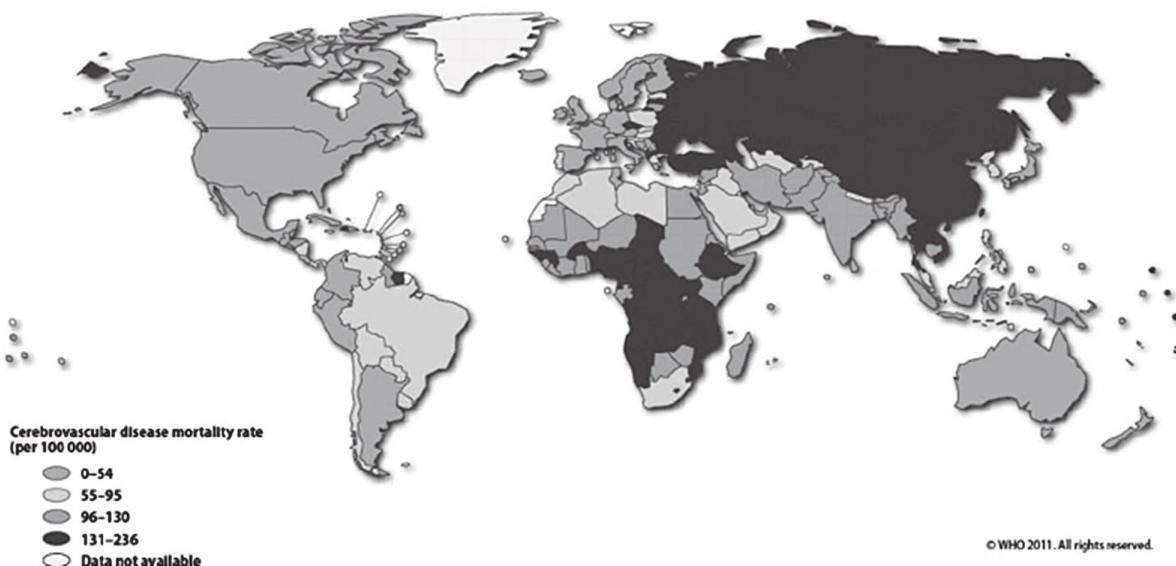 Cerebrovascular disease mortality rate
(per 100 000)
0–54
55–95
96–130
131–236
Data not available
© WHO 2011. All rights reserved.